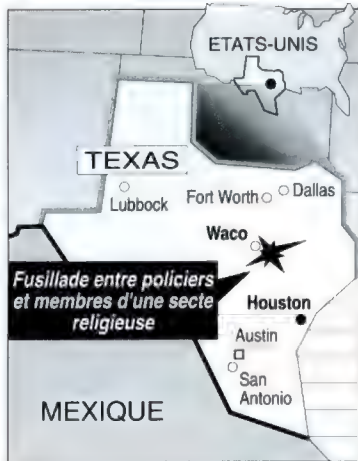 ETATS-UNIS
TEXAS
Lubbock
Fort Worth
Dallas
Waco
Fusillade entre policiers
et membres d'une secte
religieuse
Houston
Austin
San
Antonio
MEXIQUE